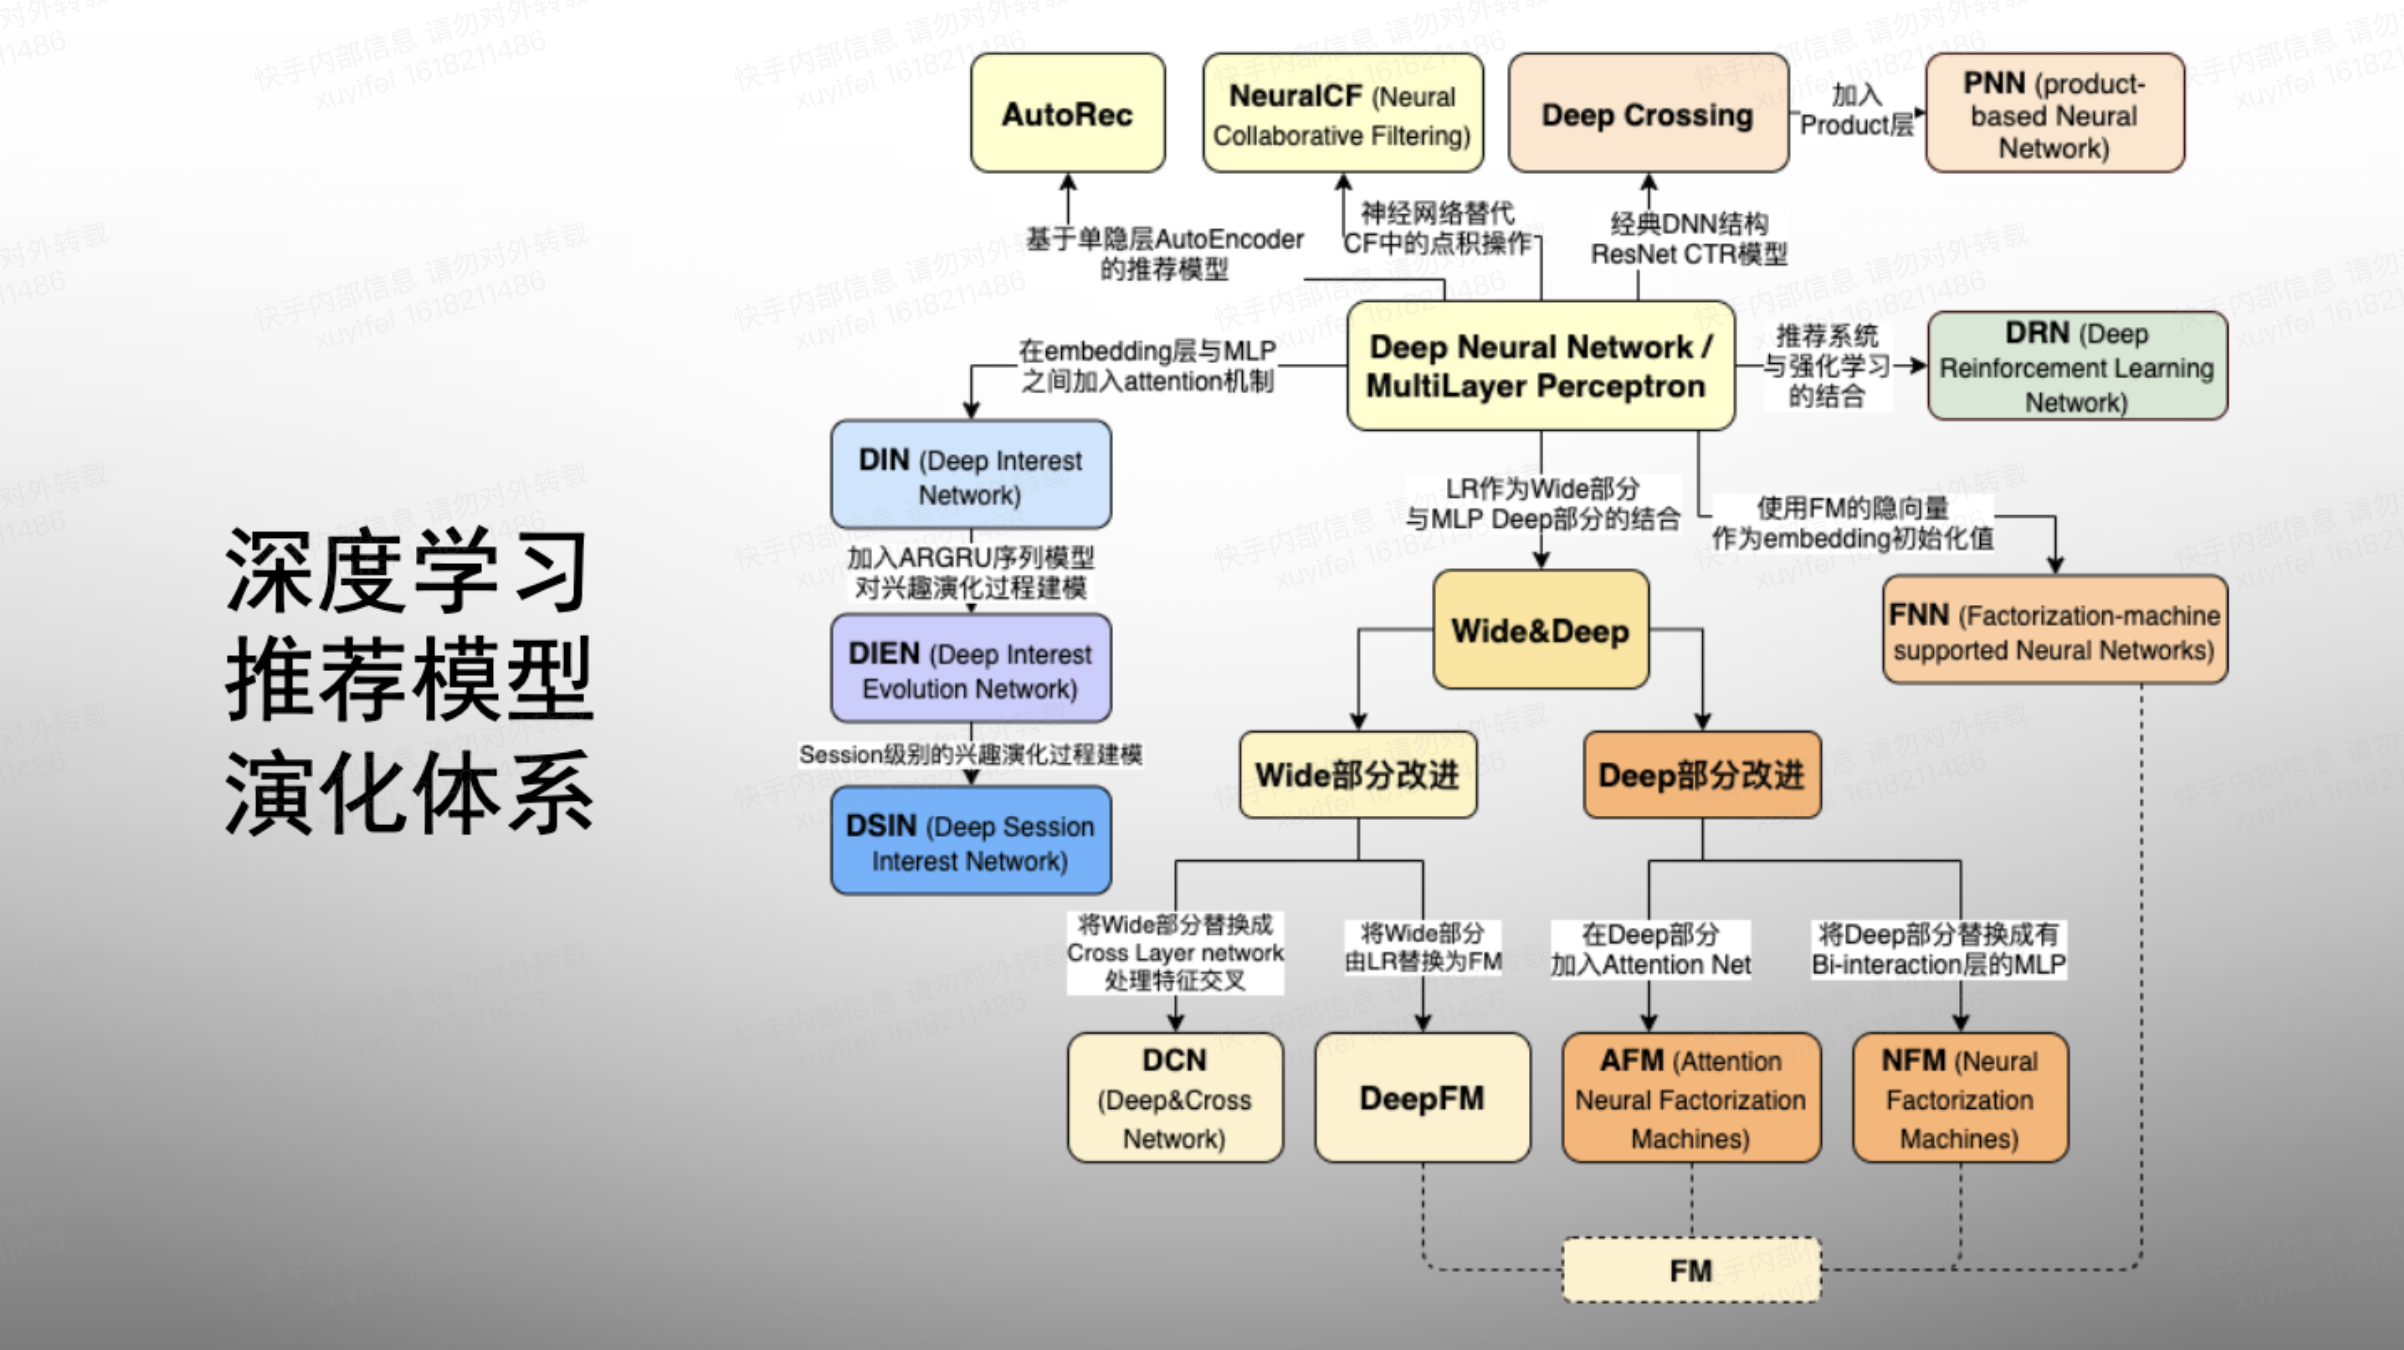 深度学习
推荐模型
演化体系
AutoRec
NeuralCF (Neural
Collaborative Filtering)
Deep Crossing
加入
Product层
PNN (product-
based Neural
Network)
基于单隐层AutoEncoder
的推荐模型
神经网络替代
CF中的点积操作
经典DNN结构
ResNet CTR模型
在embedding层与MLP
之间加入attention机制
Deep Neural Network /
MultiLayer Perceptron
推荐系统
与强化学习
的结合
DRN (Deep
Reinforcement Learning
Network)
DIN (Deep Interest
Network)
加入ARGRU序列模型
对兴趣演化过程建模
DIEN (Deep Interest
Evolution Network)
Session级别的兴趣演化过程建模
DSIN (Deep Session
Interest Network)
LR作为Wide部分
与MLP Deep部分的结合
使用FM的隐向量
作为embedding初始化值
Wide&Deep
FNN (Factorization-machine
supported Neural Networks)
Wide部分改进
Deep部分改进
将Wide部分替换成
Cross Layer network
处理特征交叉
将Wide部分
由LR替换为FM
在Deep部分
加入Attention Net
将Deep部分替换成有
Bi-interaction层的MLP
DCN
(Deep&Cross
Network)
DeepFM
AFM (Attention
Neural Factorization
Machines)
NFM (Neural
Factorization
Machines)
FM
快手内部信息 请勿对外转载
xuyifei 1618211486